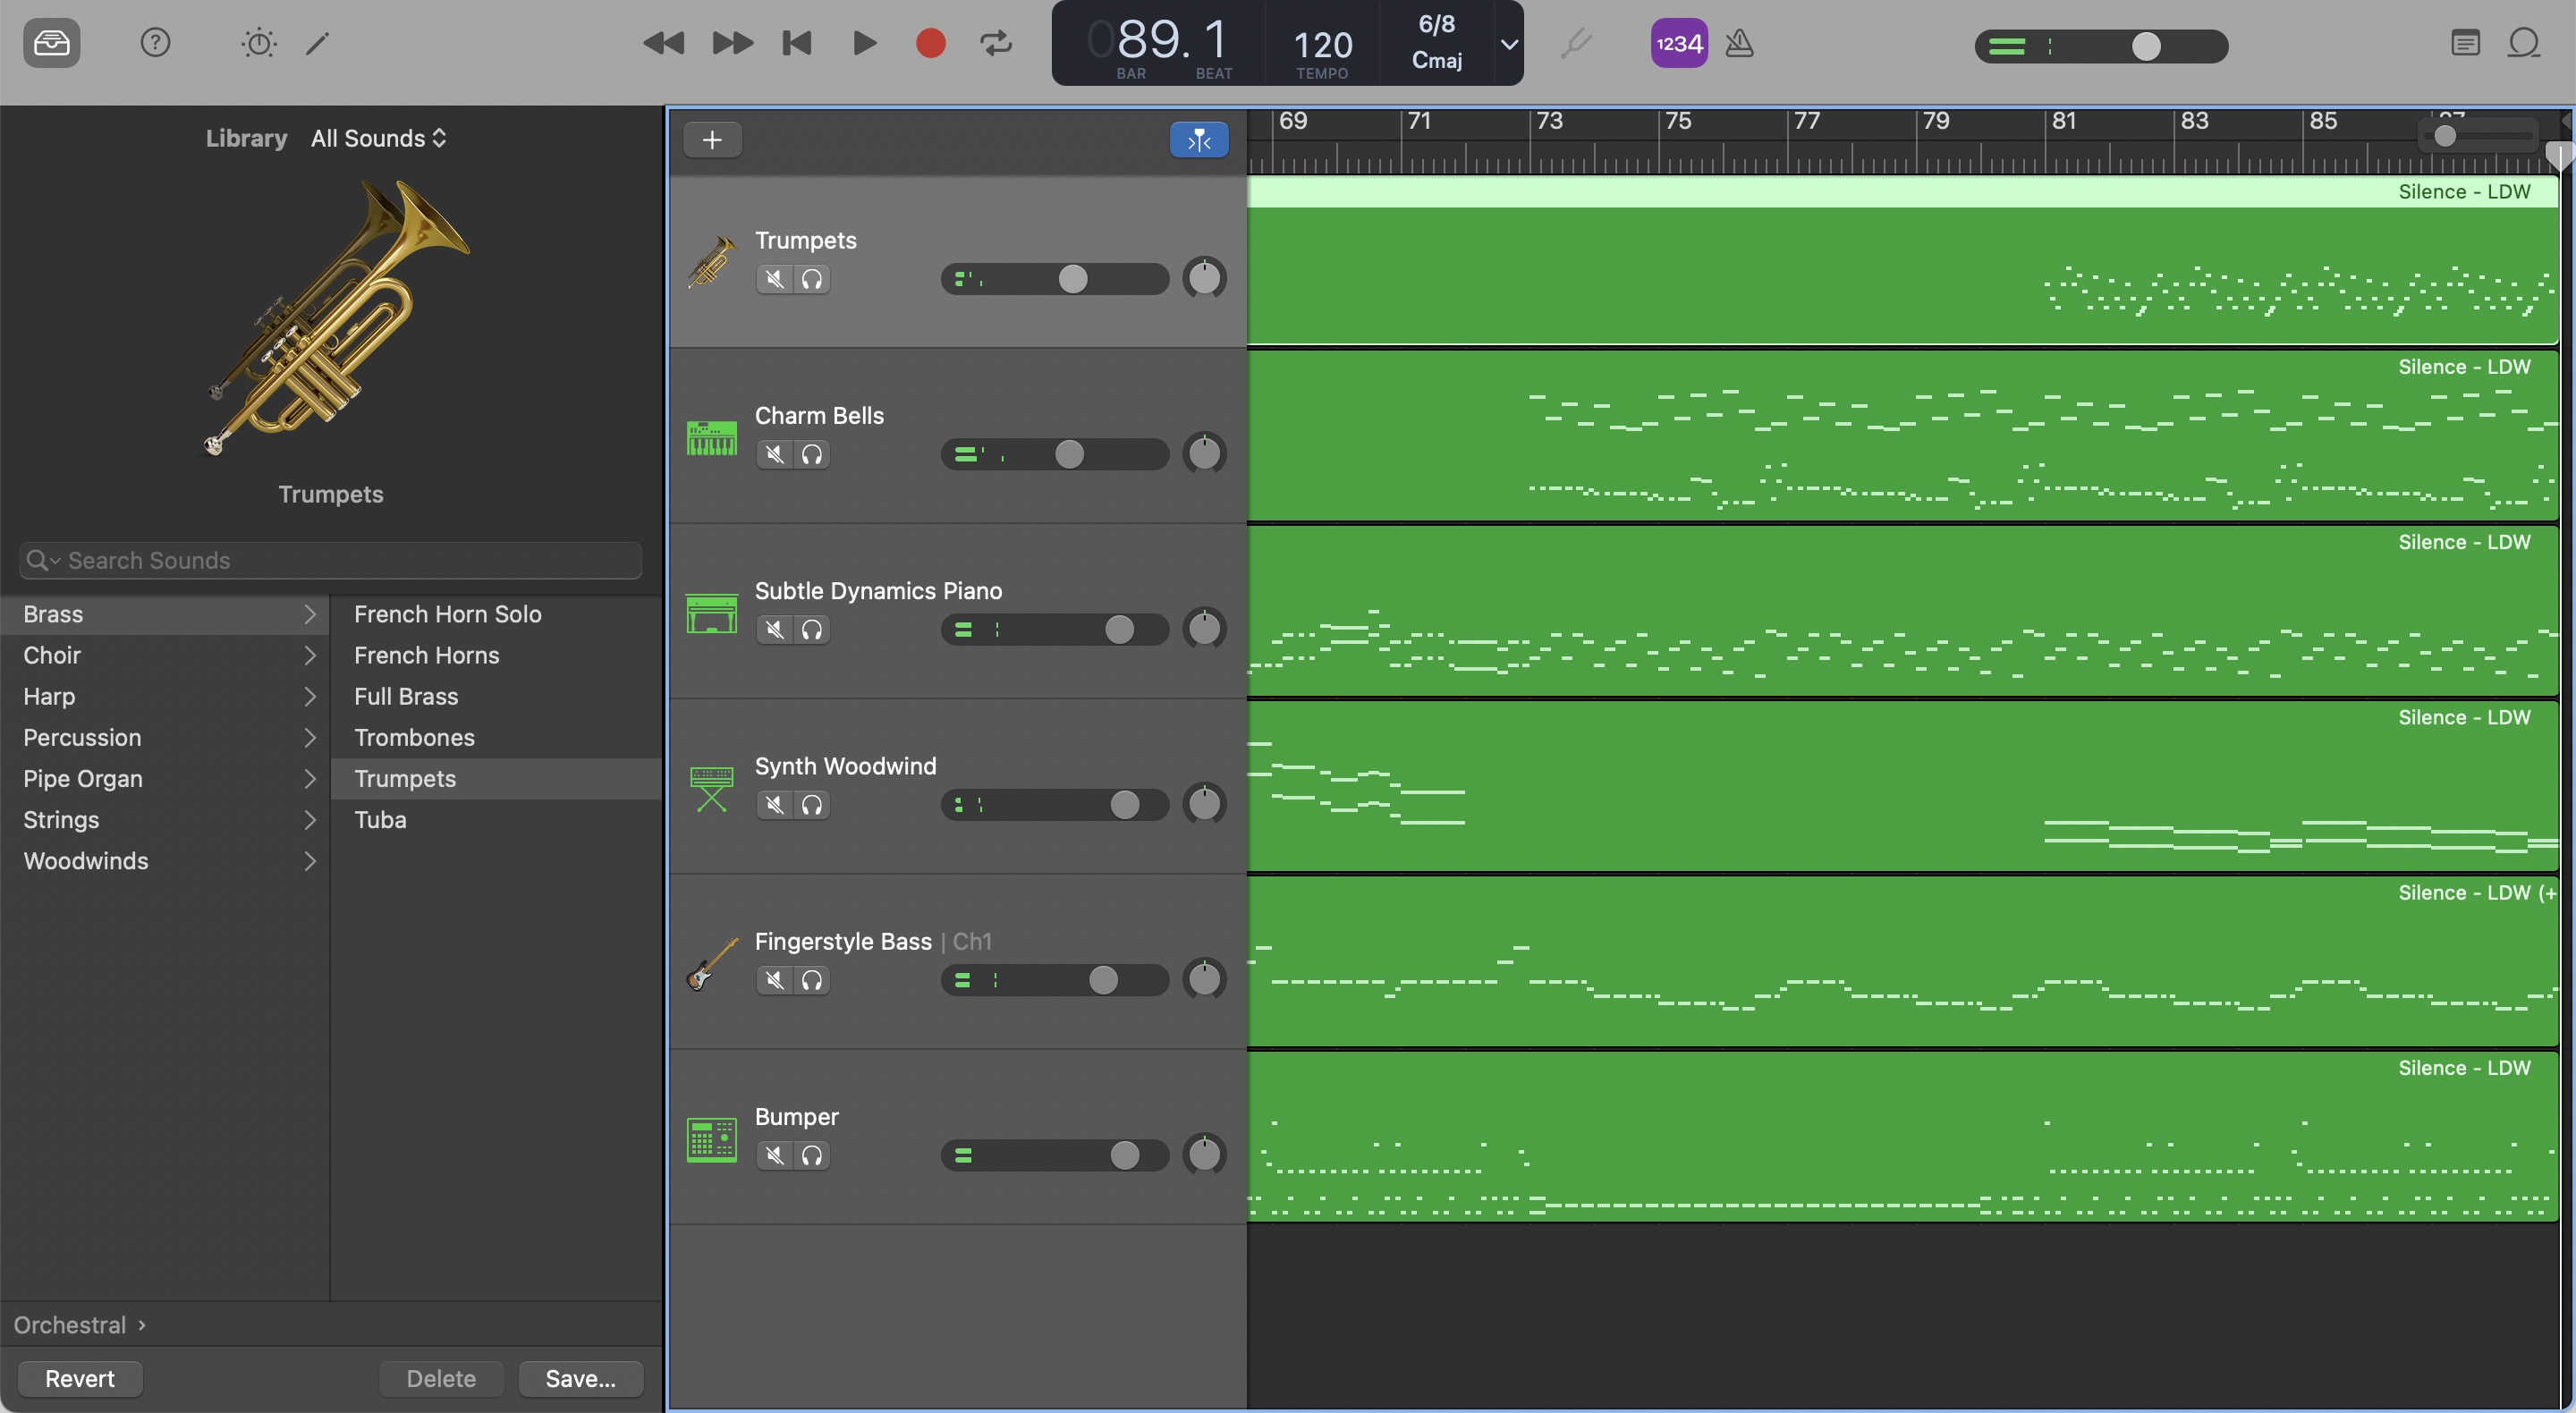 089. 1
BAR
BEAT
120
TEMPO
6/8
Cmaj
1234
Library All Sounds
Trumpets
Search Sounds
Brass
Choir
Harp
Percussion
Pipe Organ
Strings
Woodwinds
French Horn Solo
French Horns
Full Brass
Trombones
Trumpets
Tuba
Orchestral
Revert
Delete
Save...
69 71 73 75 77 79 81 83 85 87
Trumpets
Silence - LDW
Charm Bells
Silence - LDW
Subtle Dynamics Piano
Silence - LDW
Synth Woodwind
Silence - LDW
Fingerstyle Bass | Ch1
Silence - LDW (+
Bumper
Silence - LDW